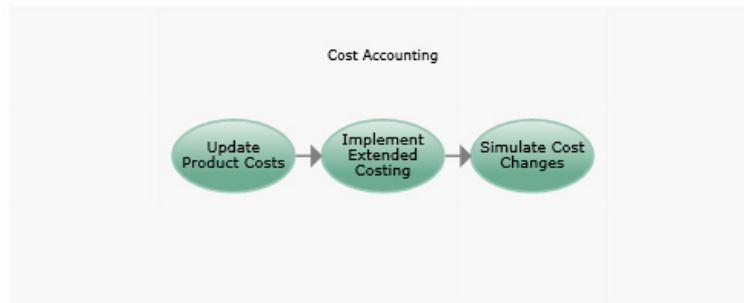 Cost Accounting
Update
Product Costs
Implement
Extended
Costing
Simulate Cost
Changes